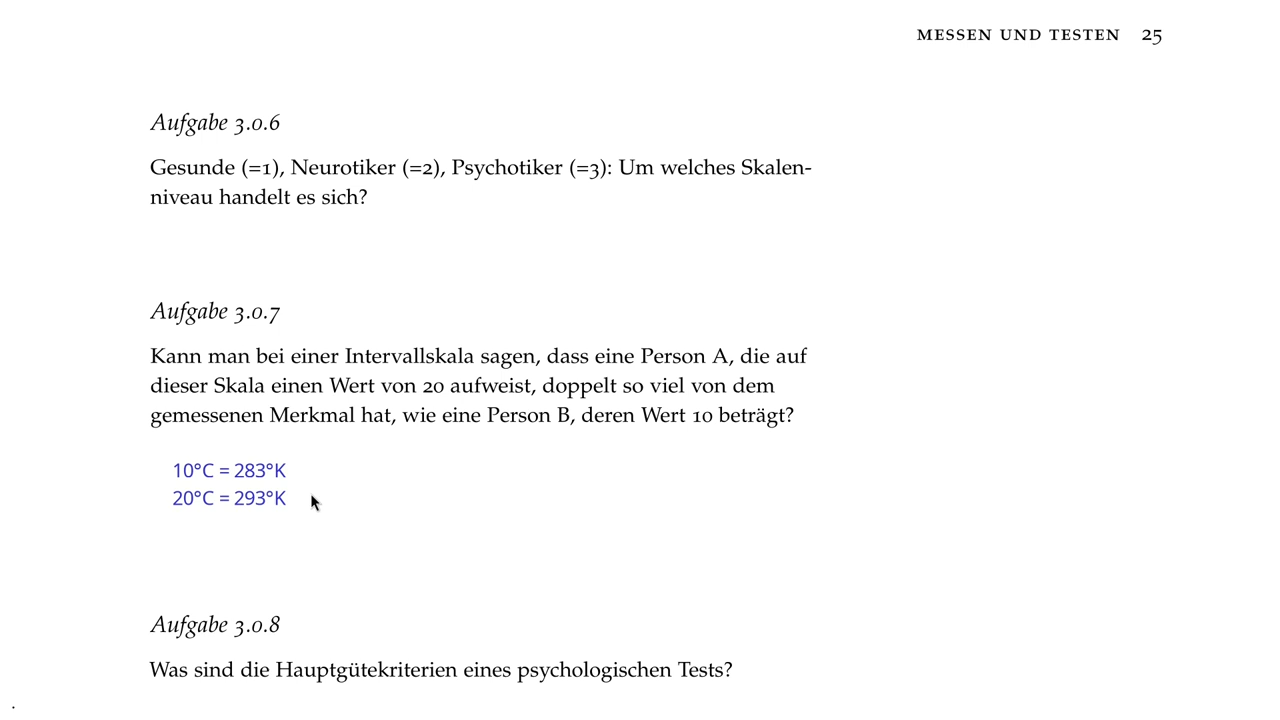 MESSEN UND TESTEN 25
Aufgabe 3.0.6
Gesunde (=1), Neurotiker (=2), Psychotiker (=3): Um welches Skalen-
niveau handelt es sich?
Aufgabe 3.0.7
Kann man bei einer Intervallskala sagen, dass eine Person A, die auf
dieser Skala einen Wert von 20 aufweist, doppelt so viel von dem
gemessenen Merkmal hat, wie eine Person B, deren Wert 10 beträgt?
10°C = 283°K
20°C = 293°K
Aufgabe 3.0.8
Was sind die Hauptgütekriterien eines psychologischen Tests?